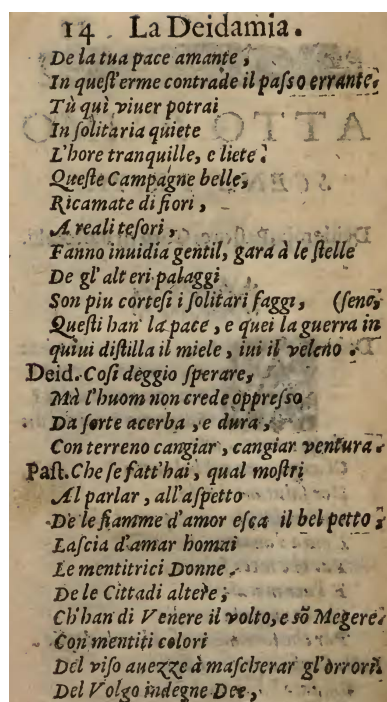 14 La Deidamia.
De la tua pace amante,
In queſt'erme contrade il paſso errante.
Tù quì viuer potrai
In ſolitaria quiete
L'hore tranquille, e liete.
Queſte Campagne belle,
Ricamate di fiori,
A reali teſori,
Fanno inuidia gentil, gara à le ſtelle
De gl'alteri palaggi
Son piu corteſi i ſolitari faggi, (ſeno,
Queſti han' la pace, e quei la guerra in
quiui diſtilla il miele, iui il veleno.
Deid. Coſi deggio ſperare,
Mà l'huom non crede oppreſſo
Da ſorte acerba, e dura,
Con terreno cangiar, cangiar ventura.
Paſt. Che ſe fatt'hai, qual moſtri
Al parlar, all'aſpetto
De le fiamme d'amor eſca il bel petto;
Laſcia d'amar homai
Le mentitrici Donne
De le Cittadi altere;
Ch'han di Venere il volto, e sõ Megere.
Con mentiti colori
Del viſo auezze à maſcherar gl'orrori
Del Volgo indegne Dee,